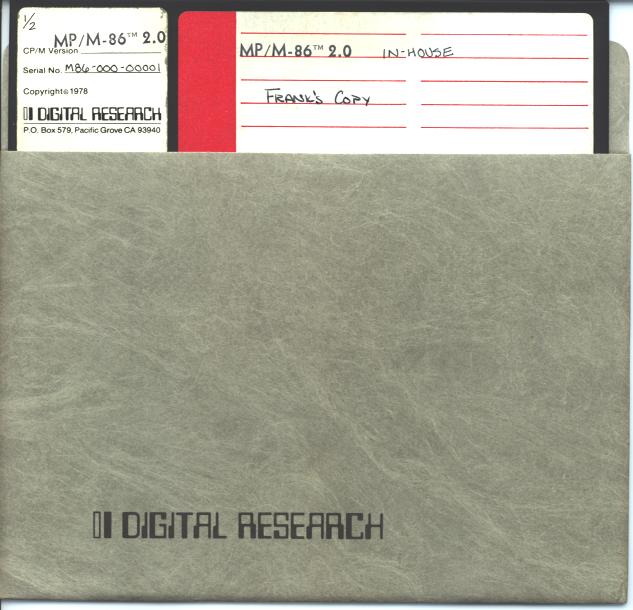 1/2
MP/M-86™ 2.0
CP/M Version
Serial No. M86-000-00001
Copyright © 1978
DIGITAL RESEARCH
P.O. Box 579, Pacific Grove CA 93940
MP/M-86™ 2.0 IN-HOUSE
FRANK'S COPY
DIGITAL RESEARCH